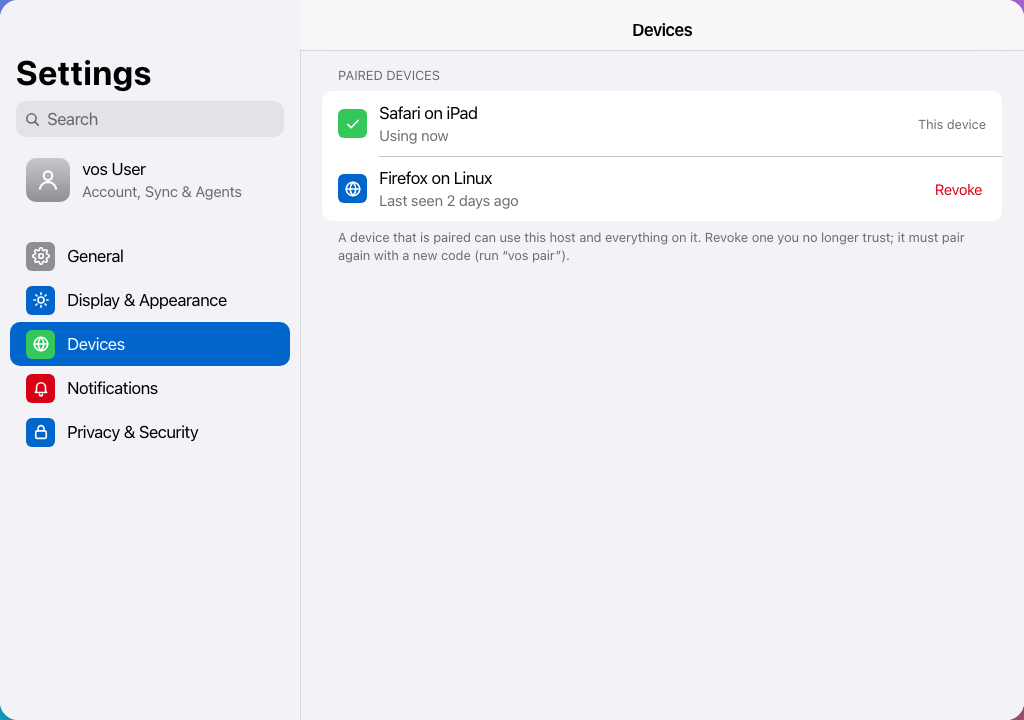 Settings
Search
vos User
Account, Sync & Agents
General
Display & Appearance
Devices
Notifications
Privacy & Security
Devices
PAIRED DEVICES
Safari on iPad
Using now
This device
Firefox on Linux
Last seen 2 days ago
Revoke
A device that is paired can use this host and everything on it. Revoke one you no longer trust; it must pair
again with a new code (run “vos pair”).